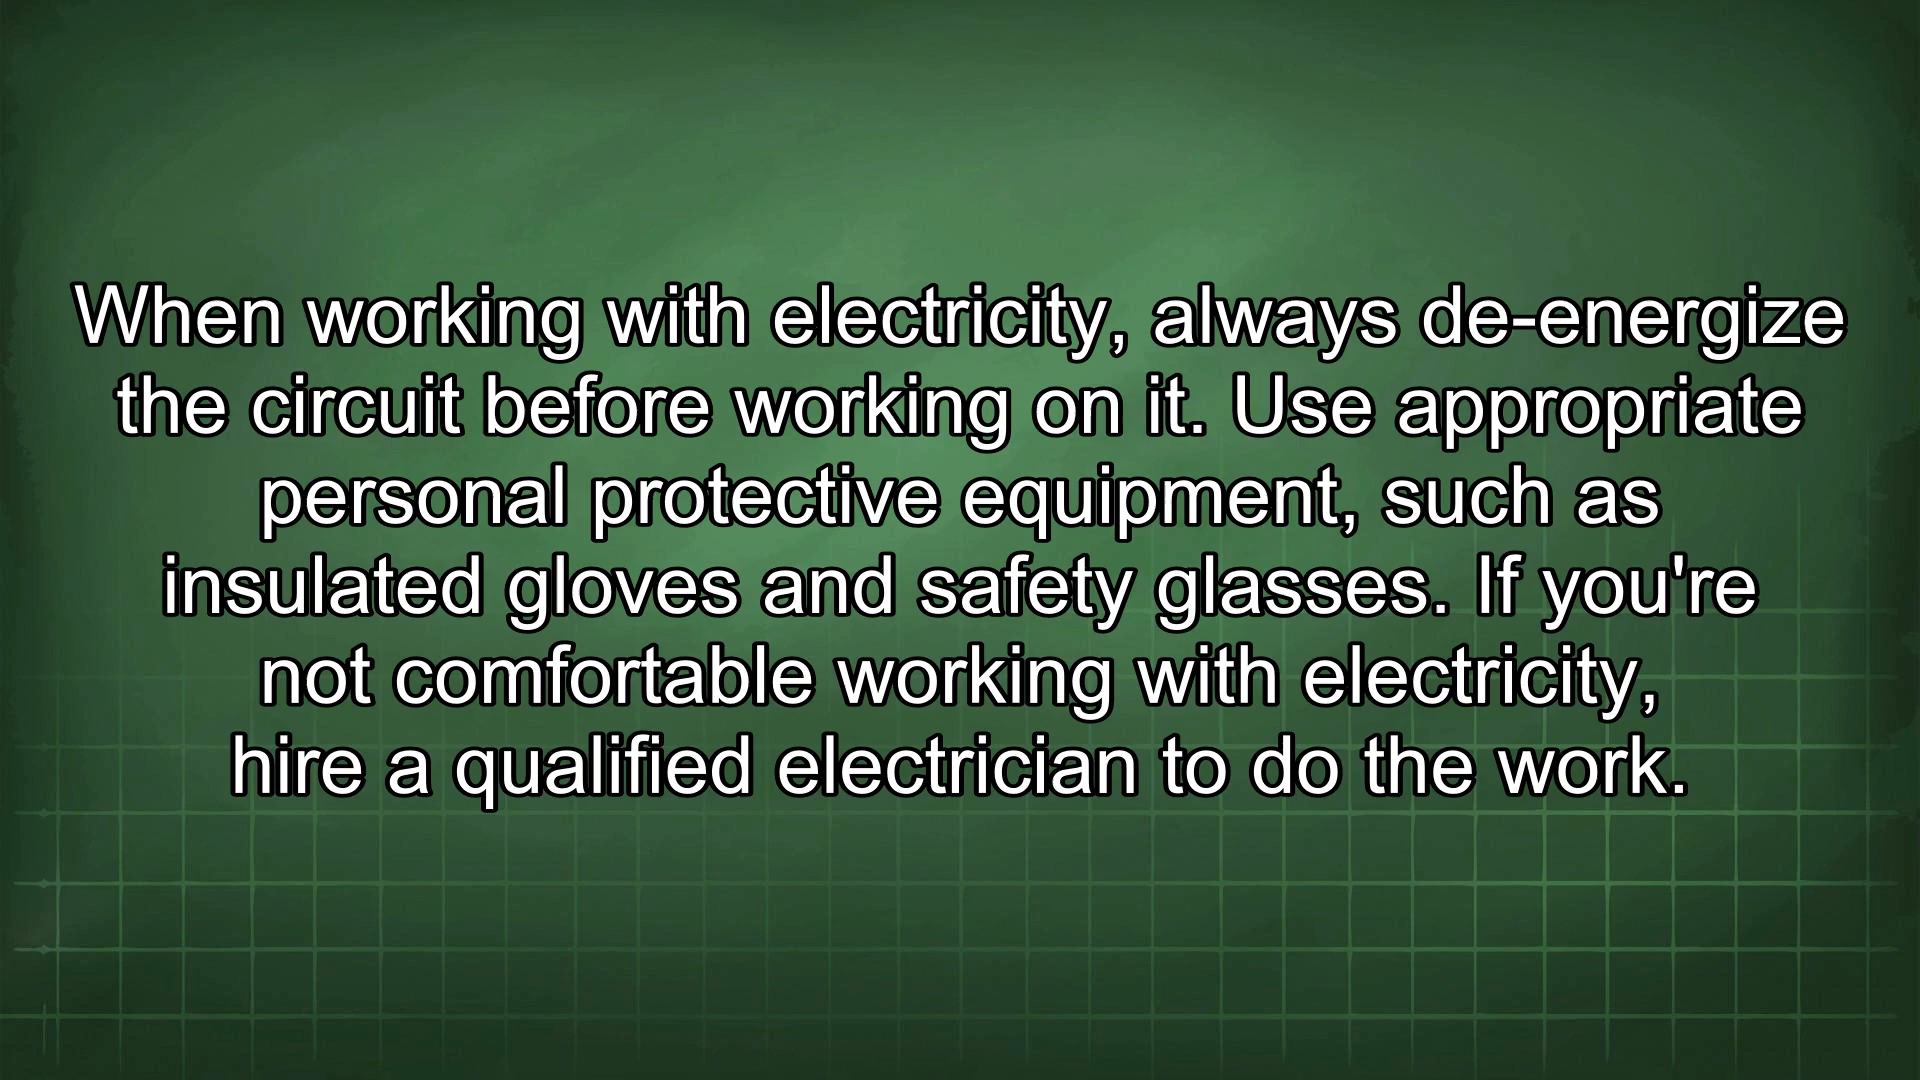 When working with electricity, always de-energize
the circuit before working on it. Use appropriate
personal protective equipment, such as
insulated gloves and safety glasses. If you're
not comfortable working with electricity,
hire a qualified electrician to do the work.